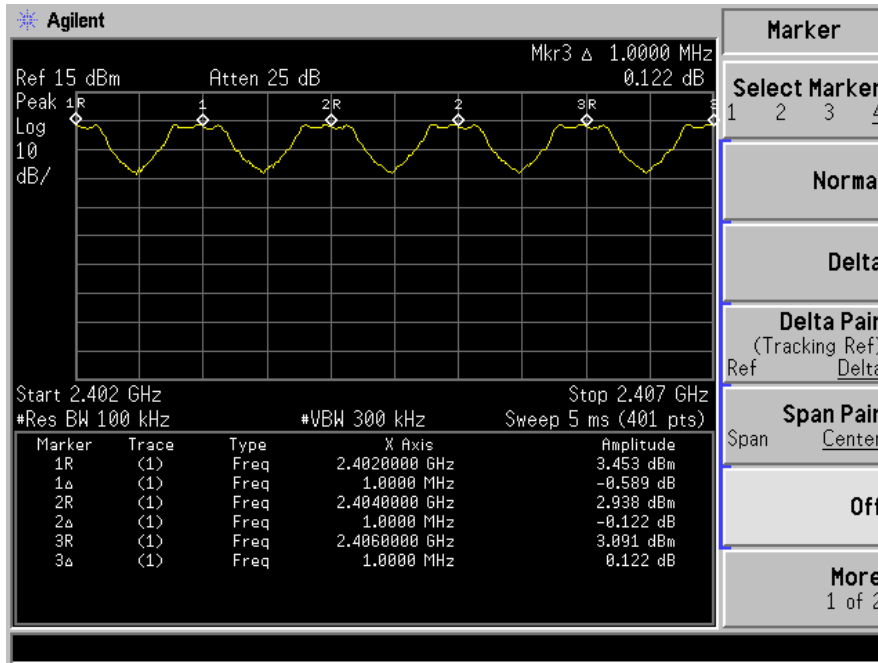 Agilent
Mkr3 Δ 1.0000 MHz
Ref 15 dBm Atten 25 dB 0.122 dB
Peak
Log
10
dB/
1R 1 2R 2 3R
Start 2.402 GHz Stop 2.407 GHz
#Res BW 100 kHz #VBW 300 kHz Sweep 5 ms (401 pts)
Marker Trace Type X Axis Amplitude
1R (1) Freq 2.4020000 GHz 3.453 dBm
1Δ (1) Freq 1.0000 MHz -0.589 dB
2R (1) Freq 2.4040000 GHz 2.938 dBm
2Δ (1) Freq 1.0000 MHz -0.122 dB
3R (1) Freq 2.4060000 GHz 3.091 dBm
3Δ (1) Freq 1.0000 MHz 0.122 dB
Marker
Select Marker
1 2 3 4
Norma
Delta
Delta Pair
(Tracking Ref)
Ref Delta
Span Pair
Span Center
Off
More
1 of 2